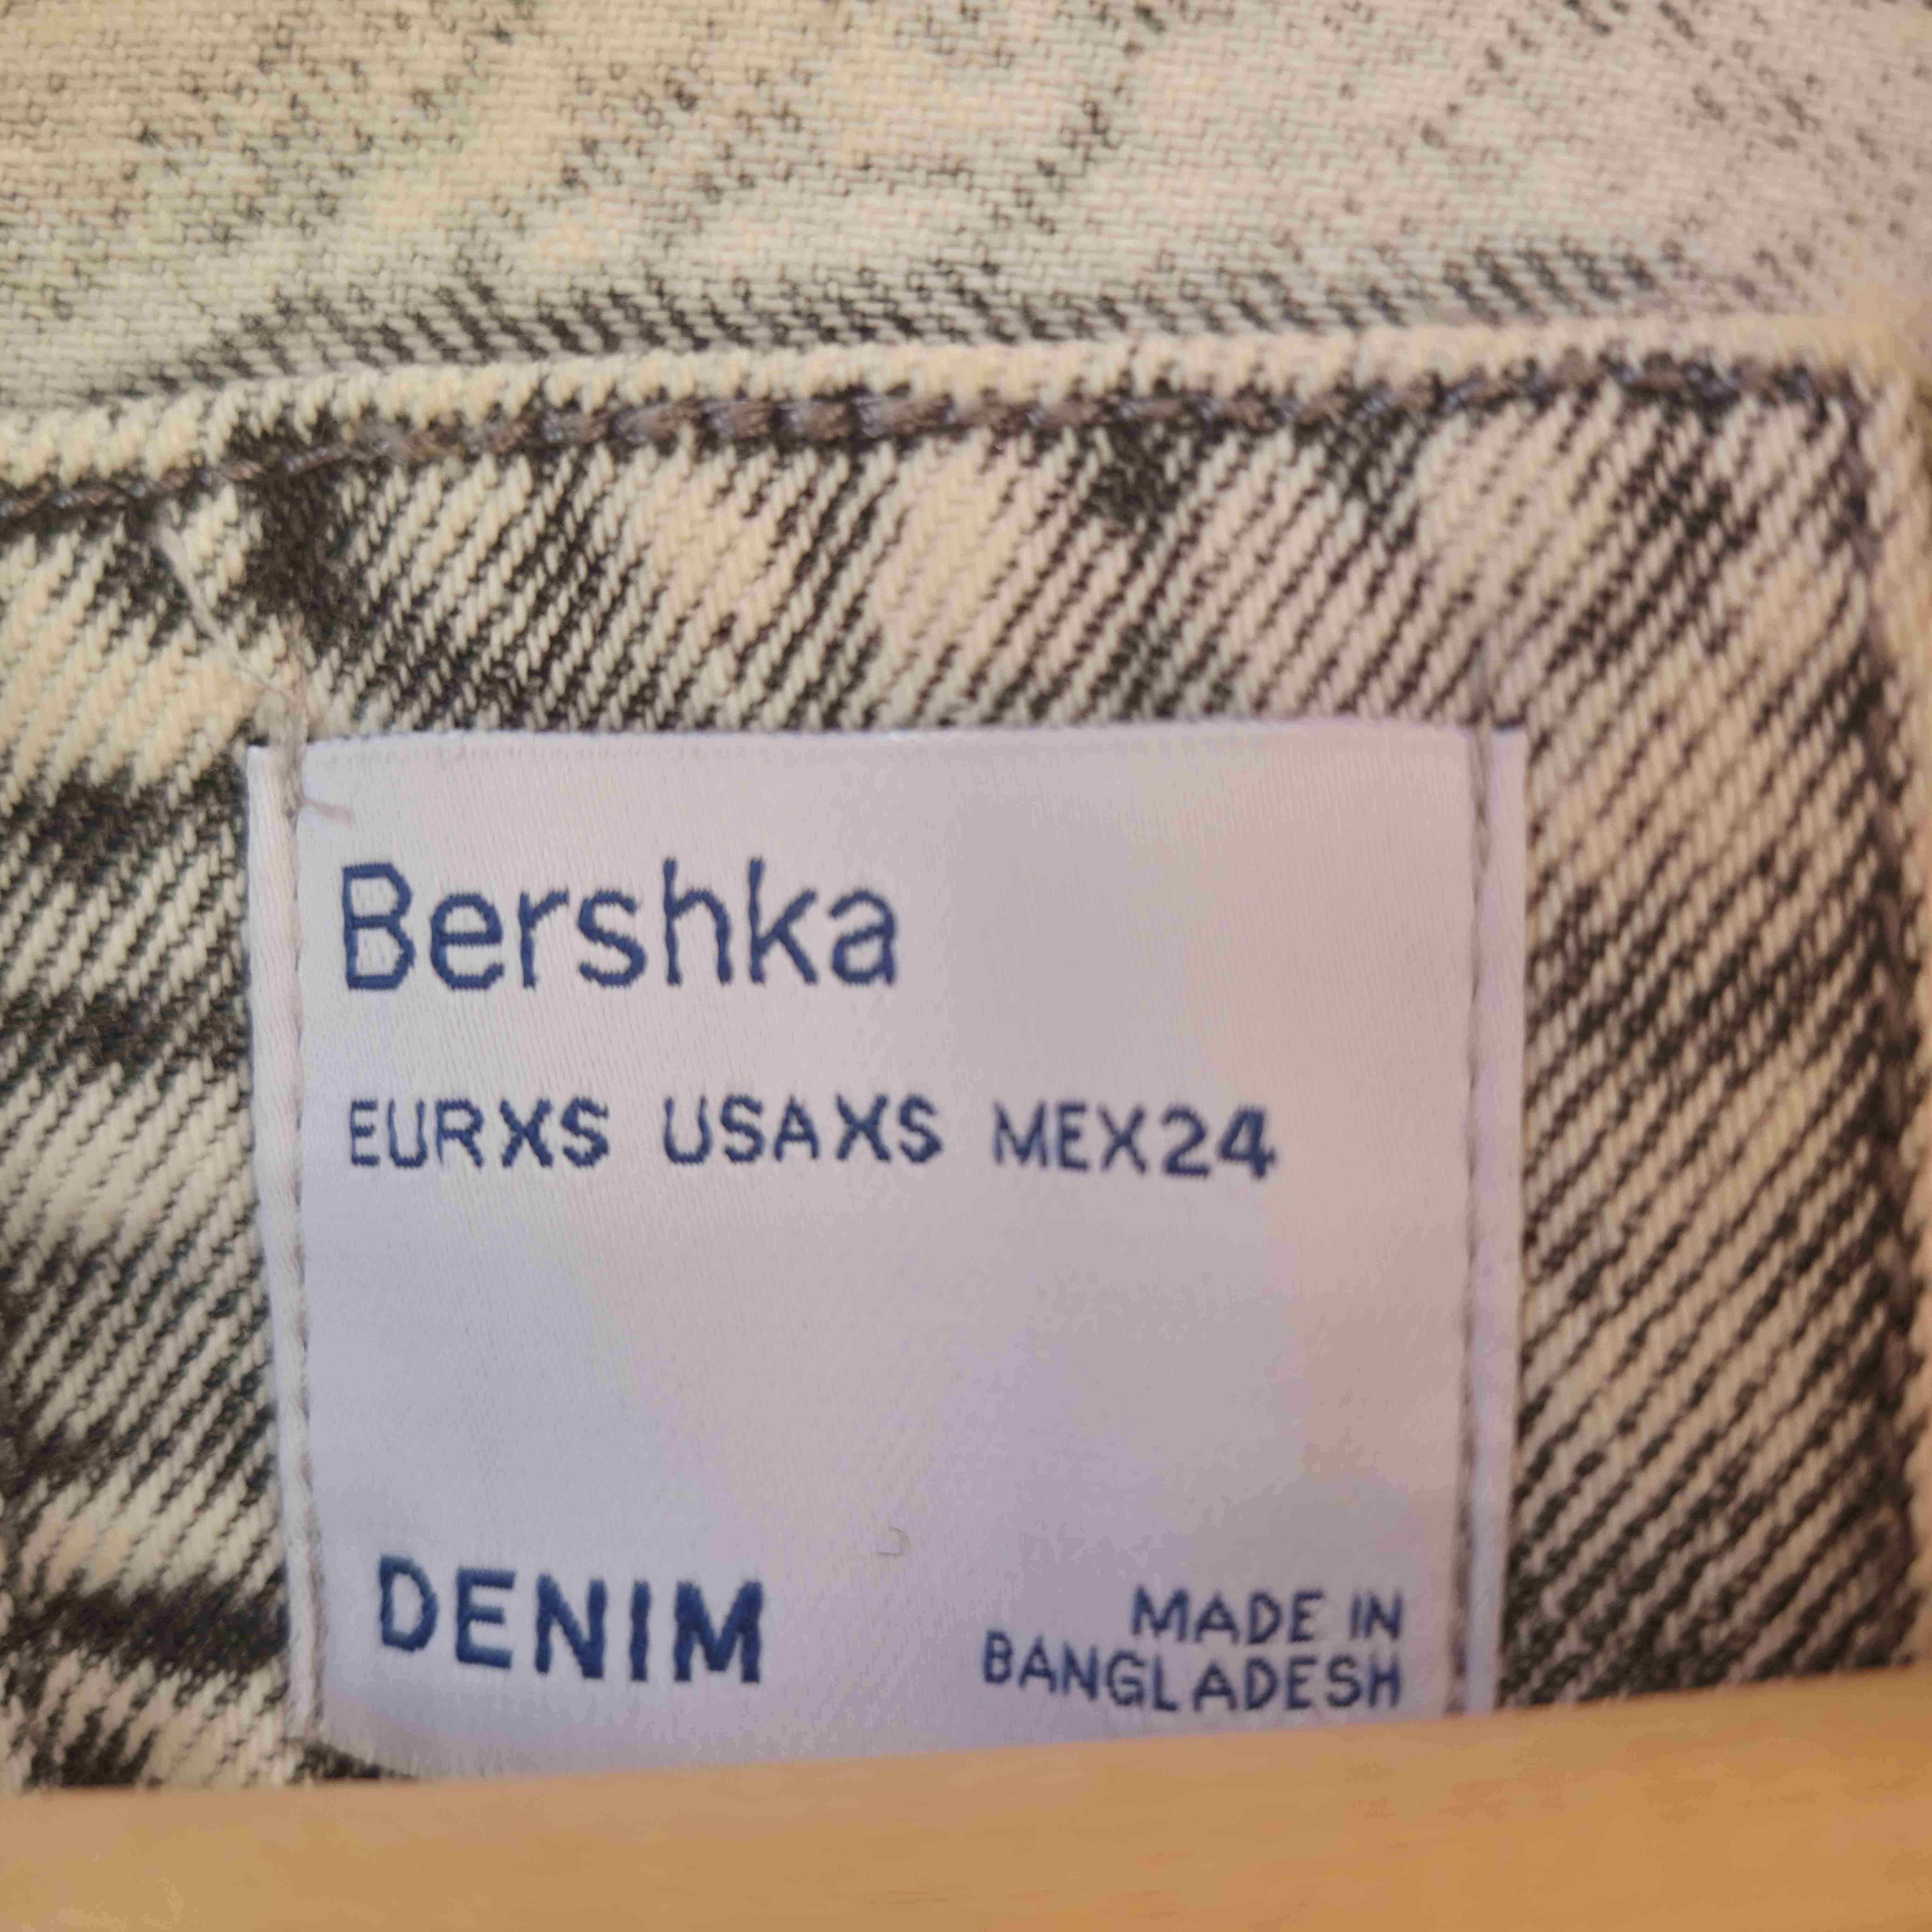 Bershka
EURXS USAXS MEX24
DENIM
MADE IN
BANGLADESH